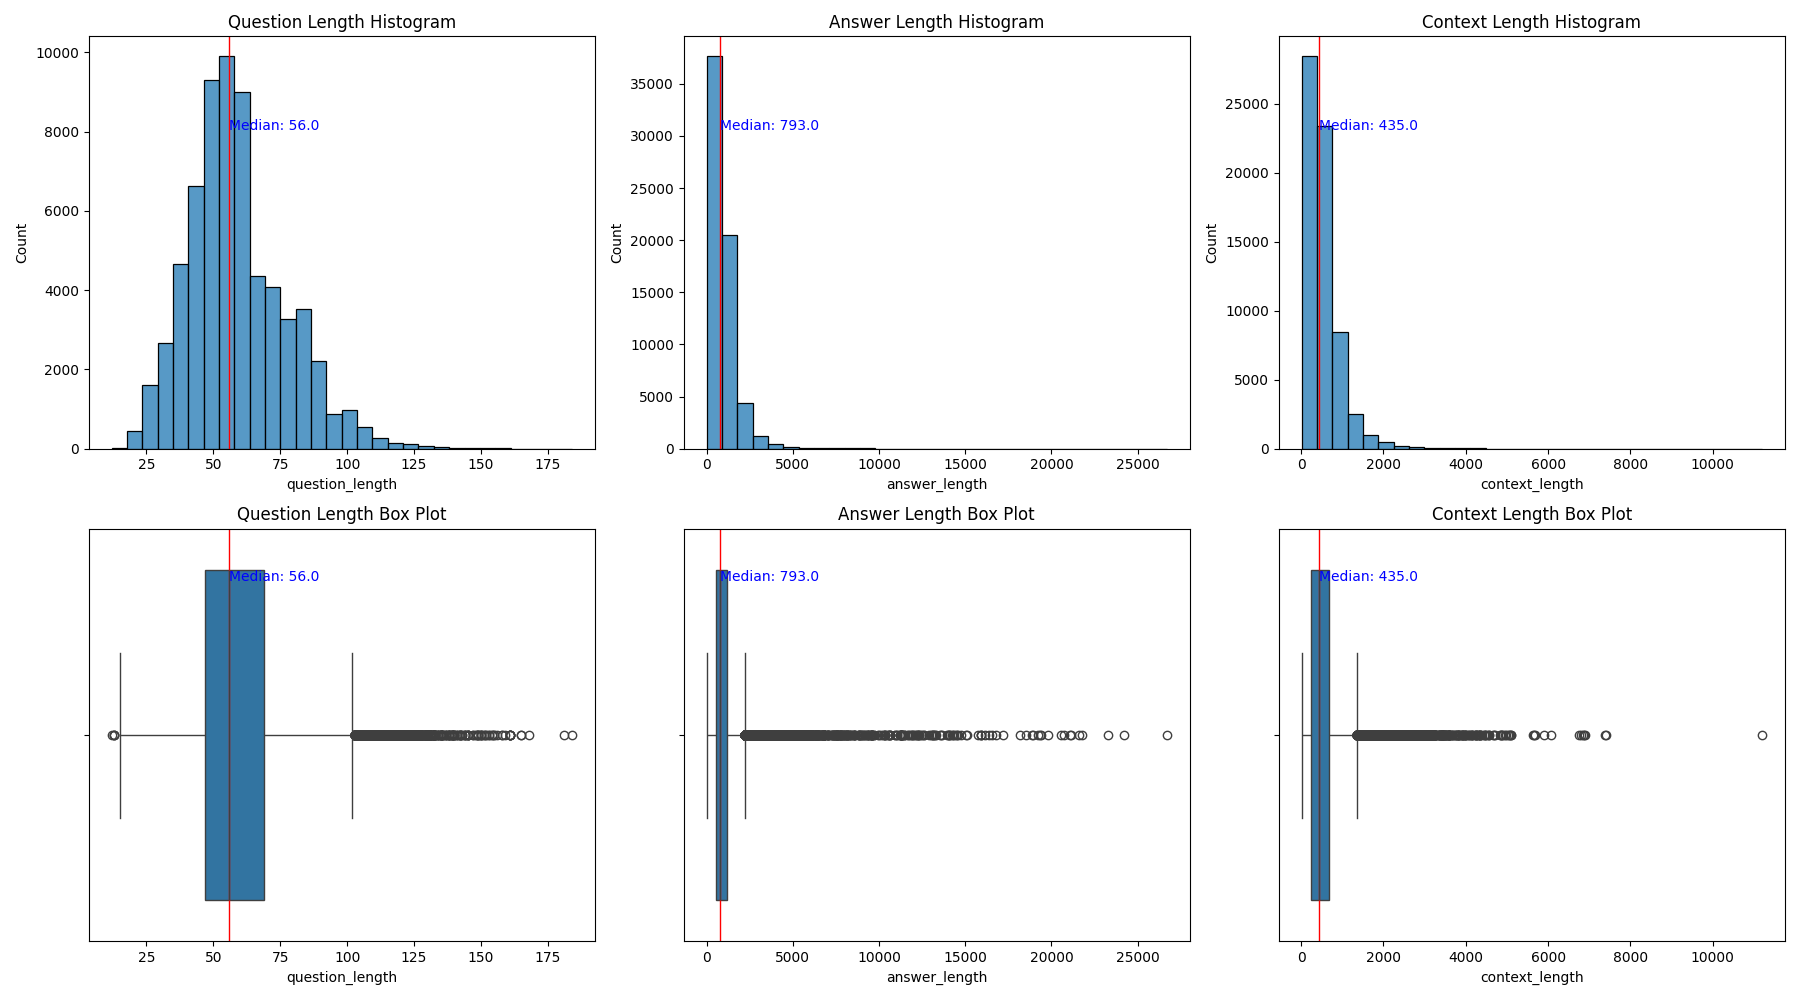 Question Length Histogram
10000
8000
6000
4000
2000
0
Count
Median: 56.0
25 50 75 100 125 150 175
question_length
Answer Length Histogram
35000
30000
25000
20000
15000
10000
5000
0
Count
Median: 793.0
0 5000 10000 15000 20000 25000
answer_length
Context Length Histogram
25000
20000
15000
10000
5000
0
Count
Median: 435.0
0 2000 4000 6000 8000 10000
context_length
Question Length Box Plot
Median: 56.0
25 50 75 100 125 150 175
question_length
Answer Length Box Plot
Median: 793.0
0 5000 10000 15000 20000 25000
answer_length
Context Length Box Plot
Median: 435.0
0 2000 4000 6000 8000 10000
context_length